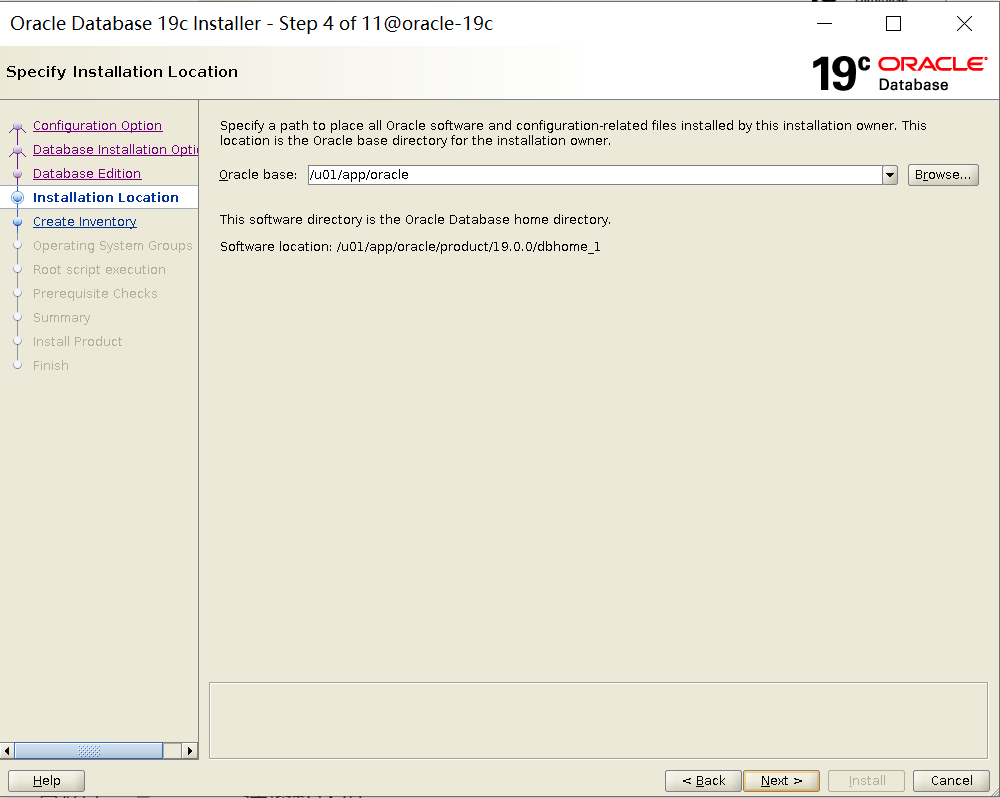 Oracle Database 19c Installer - Step 4 of 11@oracle-19c
Specify Installation Location
19c ORACLE
Database
Configuration Option
Database Installation Opti
Database Edition
Installation Location
Create Inventory
Operating System Groups
Root script execution
Prerequisite Checks
Summary
Install Product
Finish
Specify a path to place all Oracle software and configuration-related files installed by this installation owner. This
location is the Oracle base directory for the installation owner.
Oracle base: /u01/app/oracle Browse...
This software directory is the Oracle Database home directory.
Software location: /u01/app/oracle/product/19.0.0/dbhome_1
Help < Back Next > Install Cancel